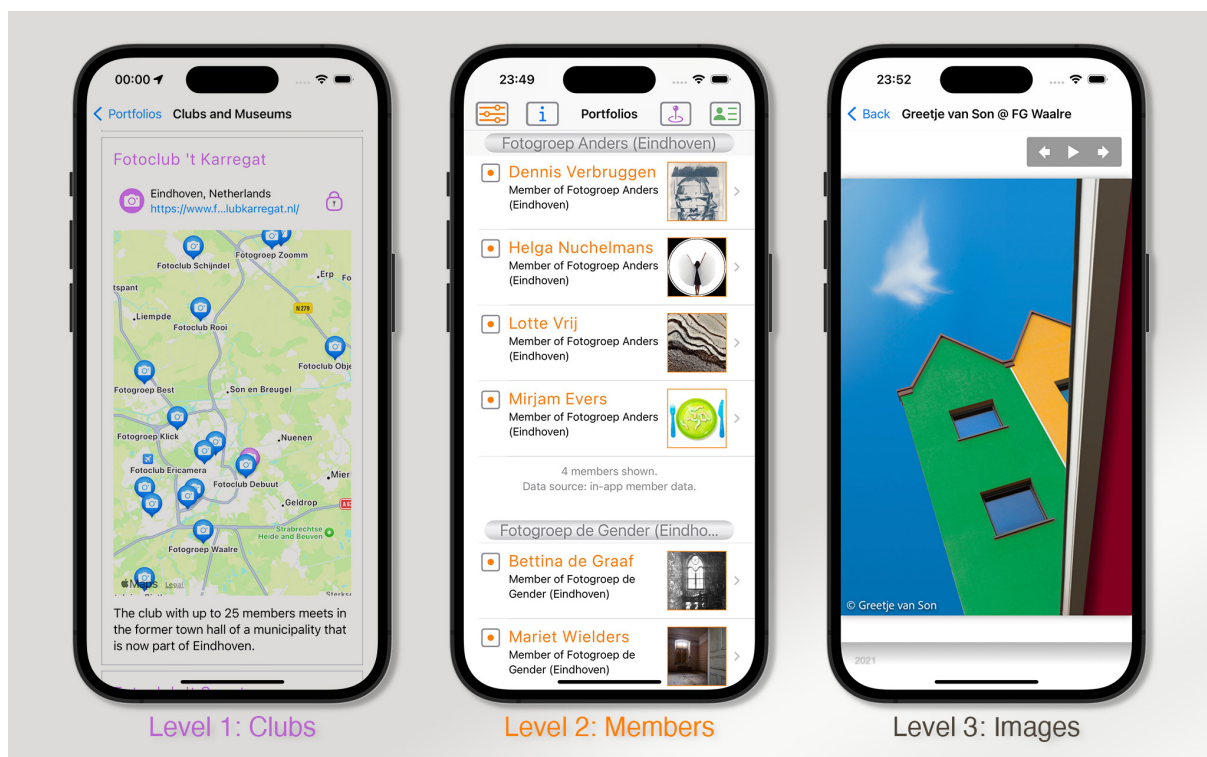 00:00
Portfolios Clubs and Museums
Fotoclub 't Karregat
Eindhoven, Netherlands
https://www.f...lubkarregat.nl/
Fotogroep Zoomm
Fotoclub Schijndel
Erp
Fo
tspant
N279
Liempde
Fotoclub Rooi
Fotoclub Obje
Fotogroep Best
Son en Breugel
Fotogroep Klick
Nuenen
Fotoclub Ericamera
Mier
Fotoclub Debuut
Geldrop
Strabrechtse
Heide and Beuven
Fotogroep Waalre
Maps Legal
The club with up to 25 members meets in
the former town hall of a municipality that
is now part of Eindhoven.
Level 1: Clubs
23:49
Portfolios
Fotogroep Anders (Eindhoven)
Dennis Verbruggen
Member of Fotogroep Anders
(Eindhoven)
Helga Nuchelmans
Member of Fotogroep Anders
(Eindhoven)
Lotte Vrij
Member of Fotogroep Anders
(Eindhoven)
Mirjam Evers
Member of Fotogroep Anders
(Eindhoven)
4 members shown.
Data source: in-app member data.
Fotogroep de Gender (Eindho...
Bettina de Graaf
Member of Fotogroep de
Gender (Eindhoven)
Mariet Wielders
Member of Fotogroep de
Gender (Eindhoven)
Level 2: Members
23:52
Back Greetje van Son @ FG Waalre
© Greetje van Son
2021
Level 3: Images